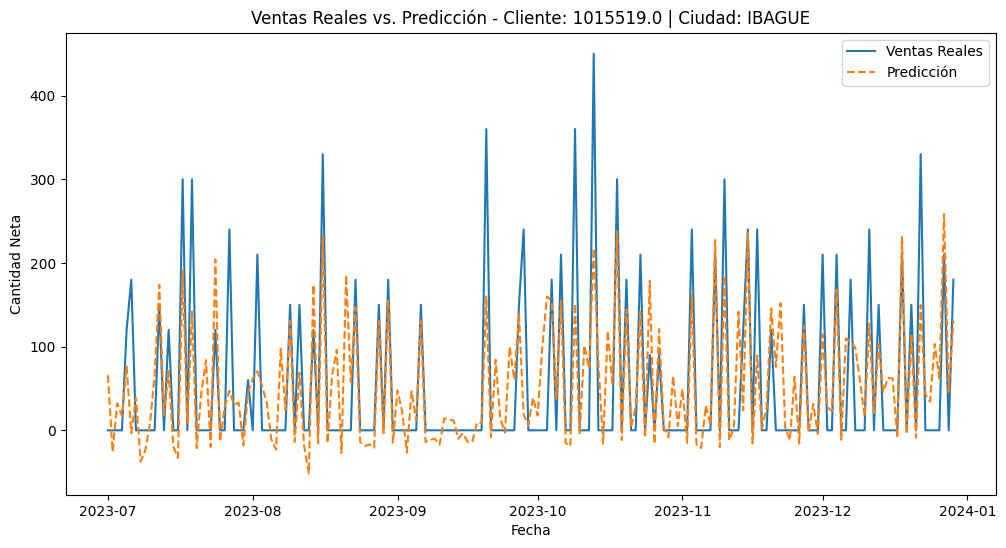 Ventas Reales vs. Predicción - Cliente: 1015519.0 | Ciudad: IBAGUE
Ventas Reales
Predicción
Cantidad Neta
400
300
200
100
0
2023-07
2023-08
2023-09
2023-10
2023-11
2023-12
2024-01
Fecha